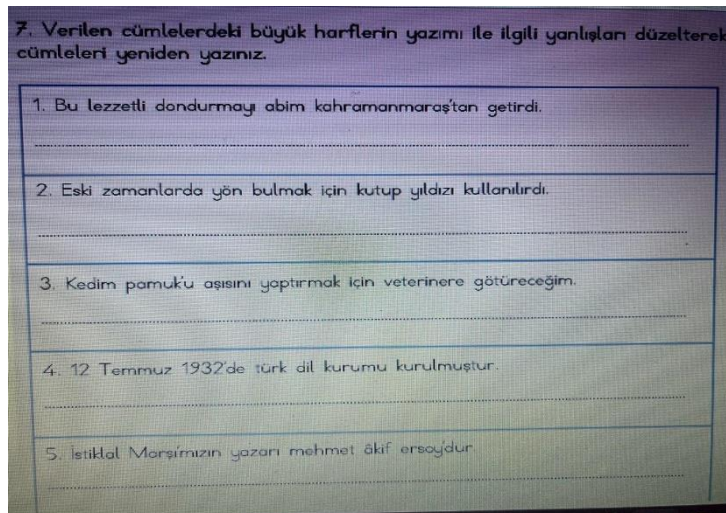 7. Verilen cümlelerdeki büyük harflerin yazımı ile ilgili yanlışları düzelterek
cümleleri yeniden yazınız.
1. Bu lezzetli dondurmayı abim kahramanmaraş'tan getirdi.
2. Eski zamanlarda yön bulmak için kutup yıldızı kullanılırdı.
3. Kedim pamuk'u aşısını yaptırmak için veterinere götüreceğim.
4. 12 Temmuz 1932'de türk dil kurumu kurulmuştur.
5. İstiklal Marşı'mızın yazarı mehmet âkif ersoy'dur.